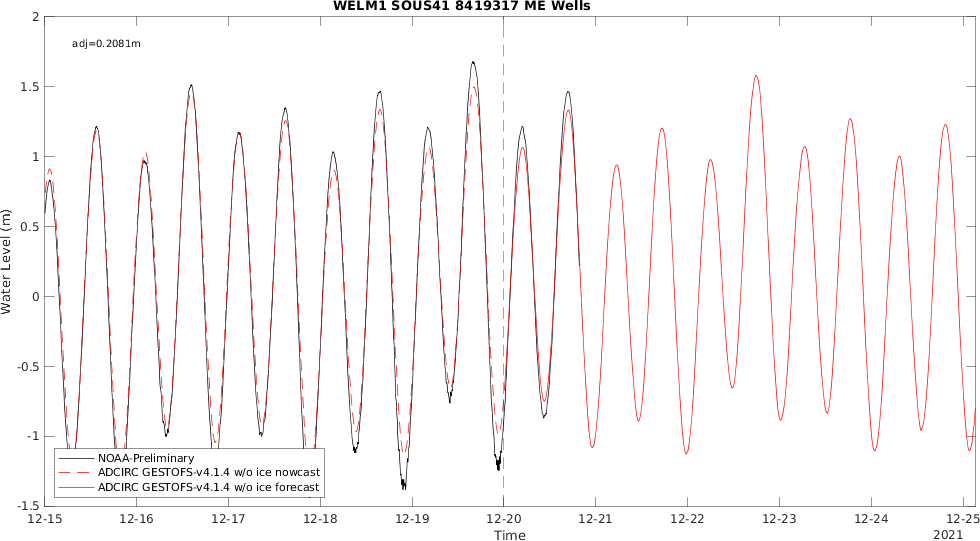 WELM1 SOUS41 8419317 ME Wells
adj=0.2081m
2
1.5
1
0.5
0
-0.5
-1
-1.5
Water Level (m)
NOAA-Preliminary
ADCIRC GESTOFS-v4.1.4 w/o ice nowcast
ADCIRC GESTOFS-v4.1.4 w/o ice forecast
12-15 12-16 12-17 12-18 12-19 12-20 12-21 12-22 12-23 12-24 12-25
Time
2021